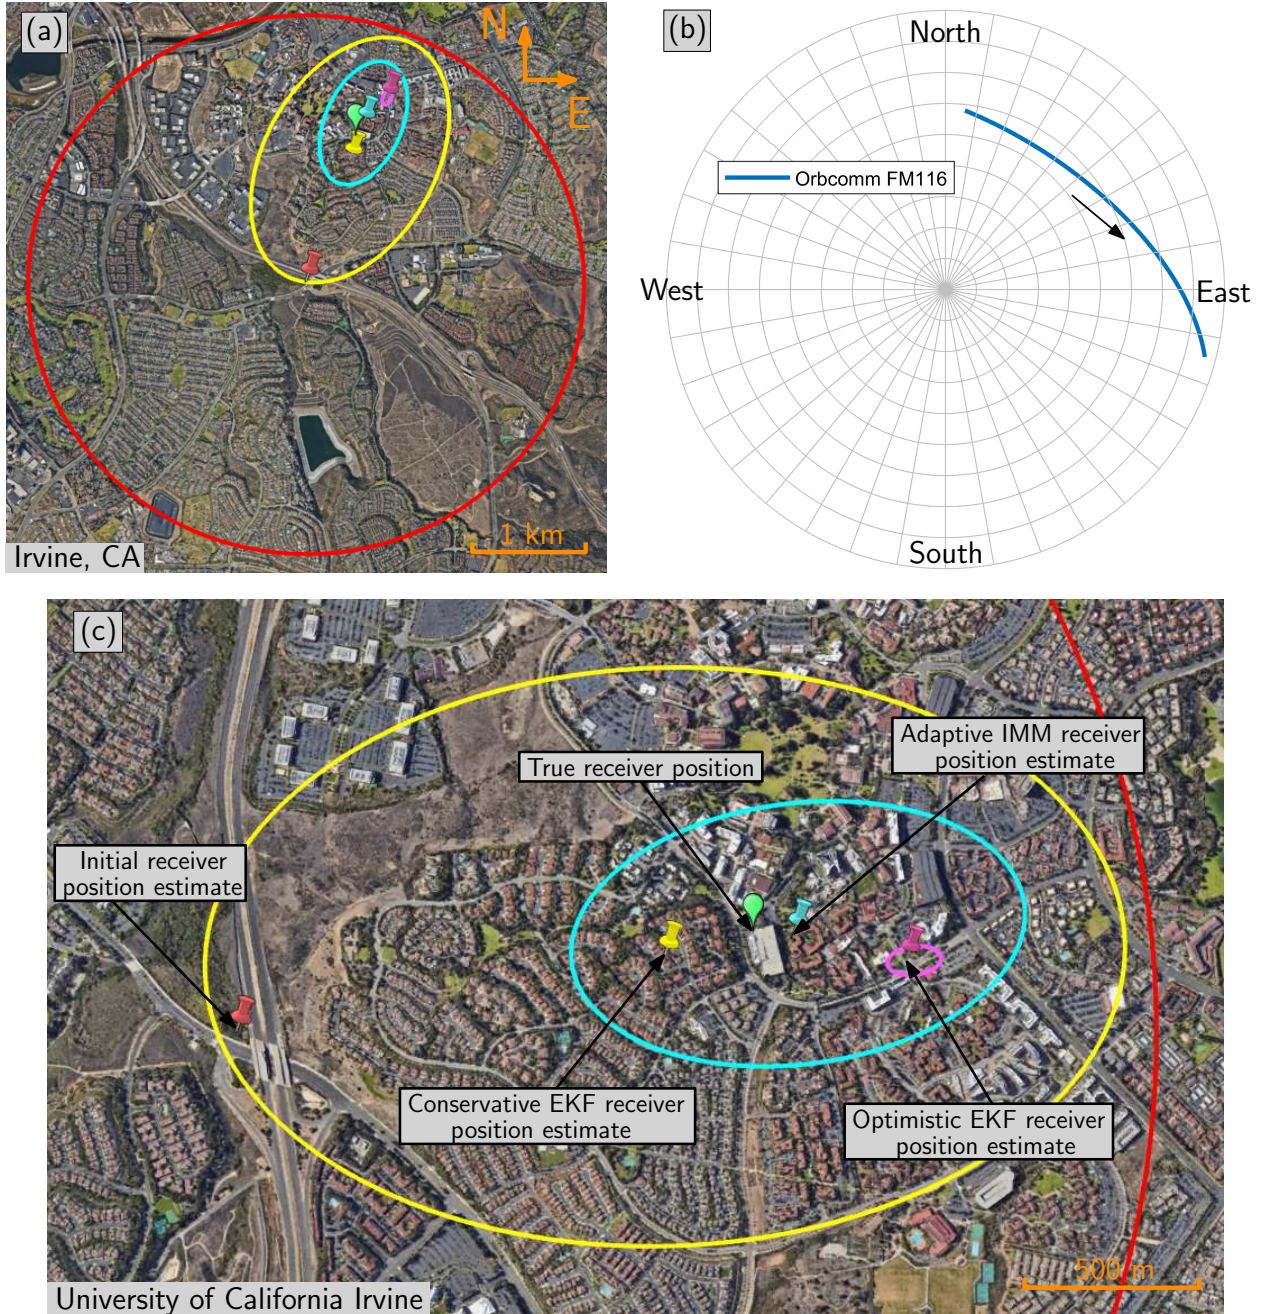 (a)
N
E
1 km
Irvine, CA
(b)
North
Orbcomm FM116
West
East
South
(c)
Adaptive IMM receiver
position estimate
True receiver position
Initial receiver
position estimate
Conservative EKF receiver
position estimate
Optimistic EKF receiver
position estimate
500 m
University of California Irvine